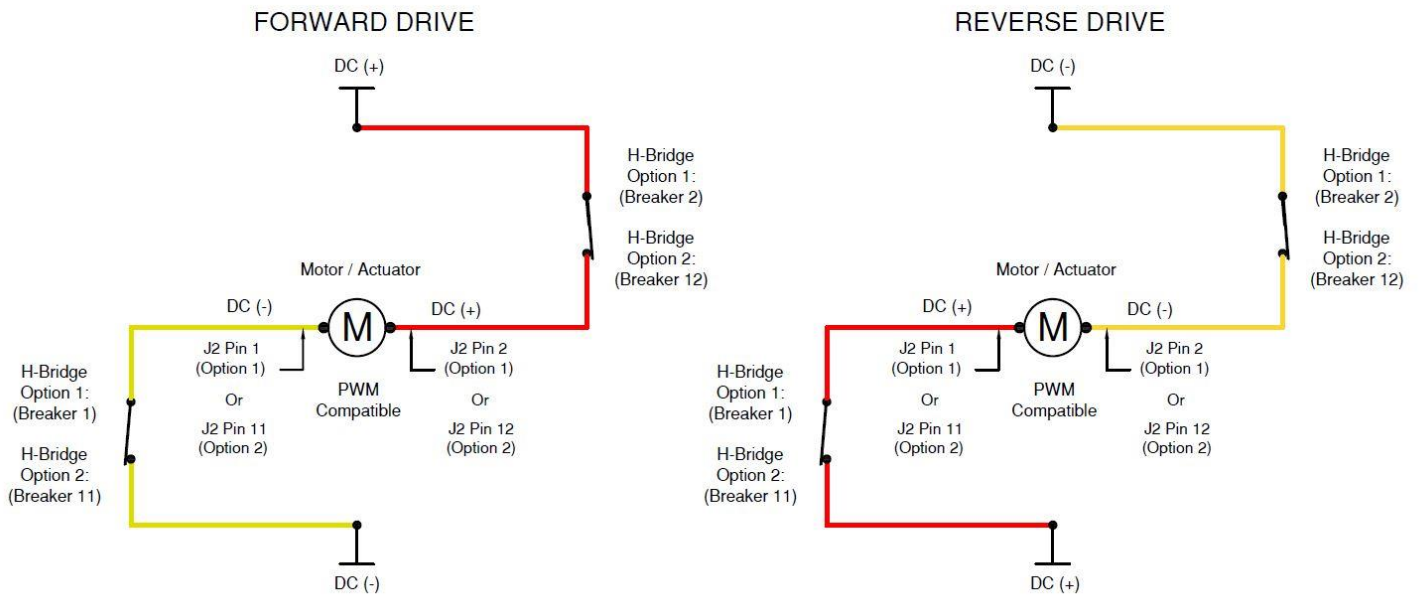 FORWARD DRIVE
DC (+)
H-Bridge
Option 1:
(Breaker 2)
H-Bridge
Option 2:
(Breaker 12)
Motor / Actuator
DC (-)
M
DC (+)
J2 Pin 1
(Option 1)
Or
J2 Pin 11
(Option 2)
PWM
Compatible
J2 Pin 2
(Option 1)
Or
J2 Pin 12
(Option 2)
H-Bridge
Option 1:
(Breaker 1)
H-Bridge
Option 2:
(Breaker 11)
DC (-)
REVERSE DRIVE
DC (-)
H-Bridge
Option 1:
(Breaker 2)
H-Bridge
Option 2:
(Breaker 12)
Motor / Actuator
DC (+)
M
DC (-)
J2 Pin 1
(Option 1)
Or
J2 Pin 11
(Option 2)
PWM
Compatible
J2 Pin 2
(Option 1)
Or
J2 Pin 12
(Option 2)
H-Bridge
Option 1:
(Breaker 1)
H-Bridge
Option 2:
(Breaker 11)
DC (+)